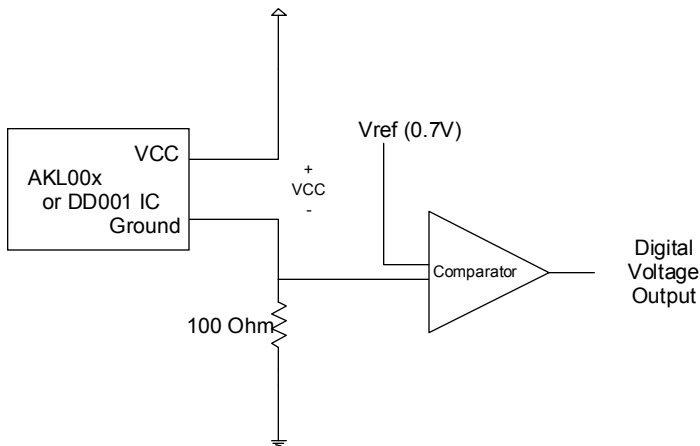 VCC
AKL00x
or DD001 IC
Ground
+
VCC
-
Vref (0.7V)
Comparator
Digital
Voltage
Output
100 Ohm